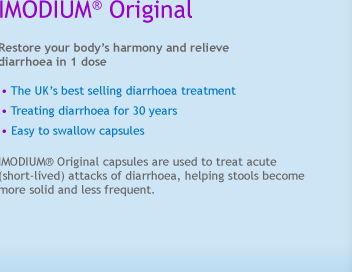 IMODIUM® Original
Restore your body's harmony and relieve
diarrhoea in 1 dose
• The UK's best selling diarrhoea treatment
• Treating diarrhoea for 30 years
• Easy to swallow capsules
IMODIUM® Original capsules are used to treat acute
(short-lived) attacks of diarrhoea, helping stools become
more solid and less frequent.